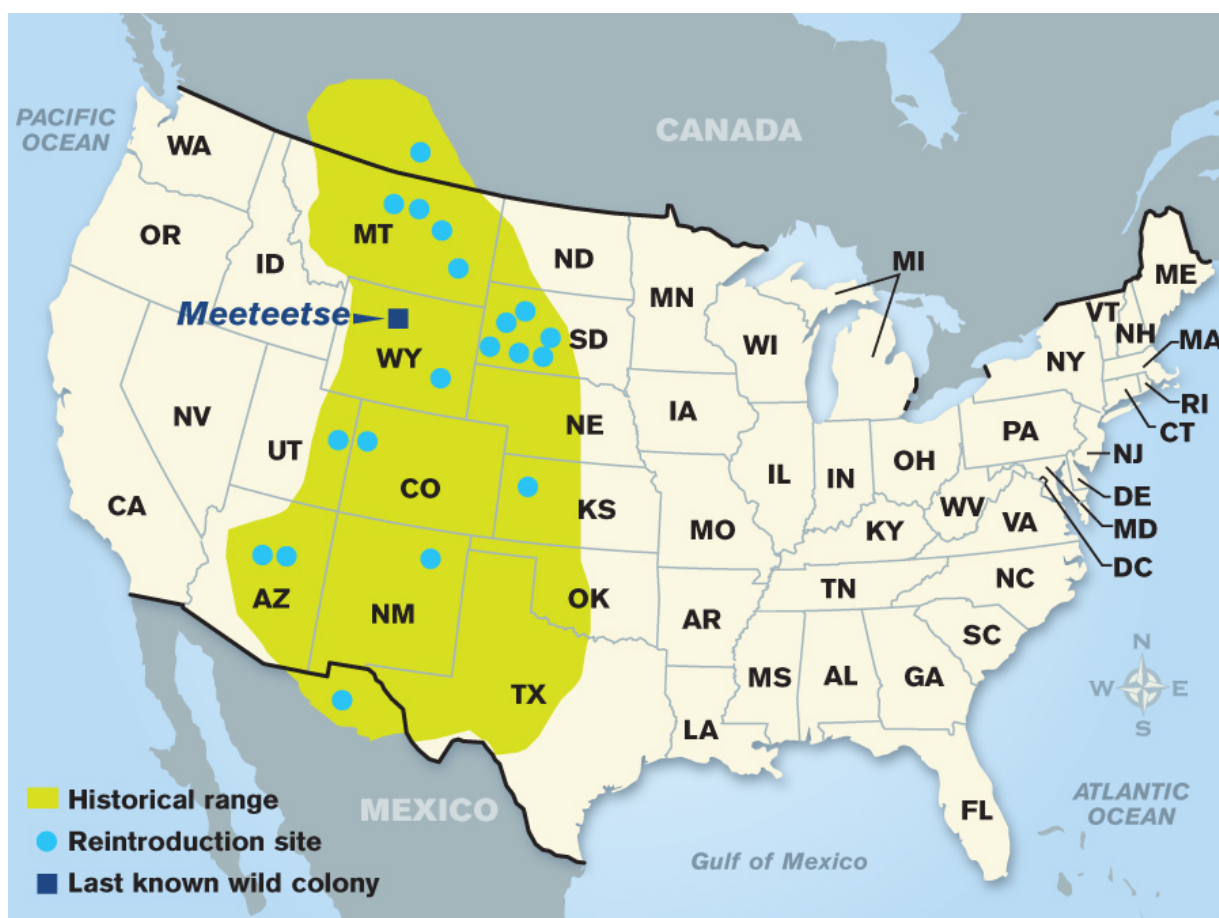 PACIFIC
OCEAN
CANADA
WA
OR
ID
MT
ND
MN
MI
ME
VT
NH
MA
NY
RI
CT
Meeteetse
WY
SD
WI
NV
UT
NE
IA
PA
NJ
CA
CO
KS
IL
IN
OH
DE
MD
DC
WV
VA
MO
KY
AZ
NM
OK
AR
TN
NC
SC
TX
LA
MS
AL
GA
FL
N
W
E
S
Historical range
Reintroduction site
Last known wild colony
MEXICO
Gulf of Mexico
ATLANTIC
OCEAN